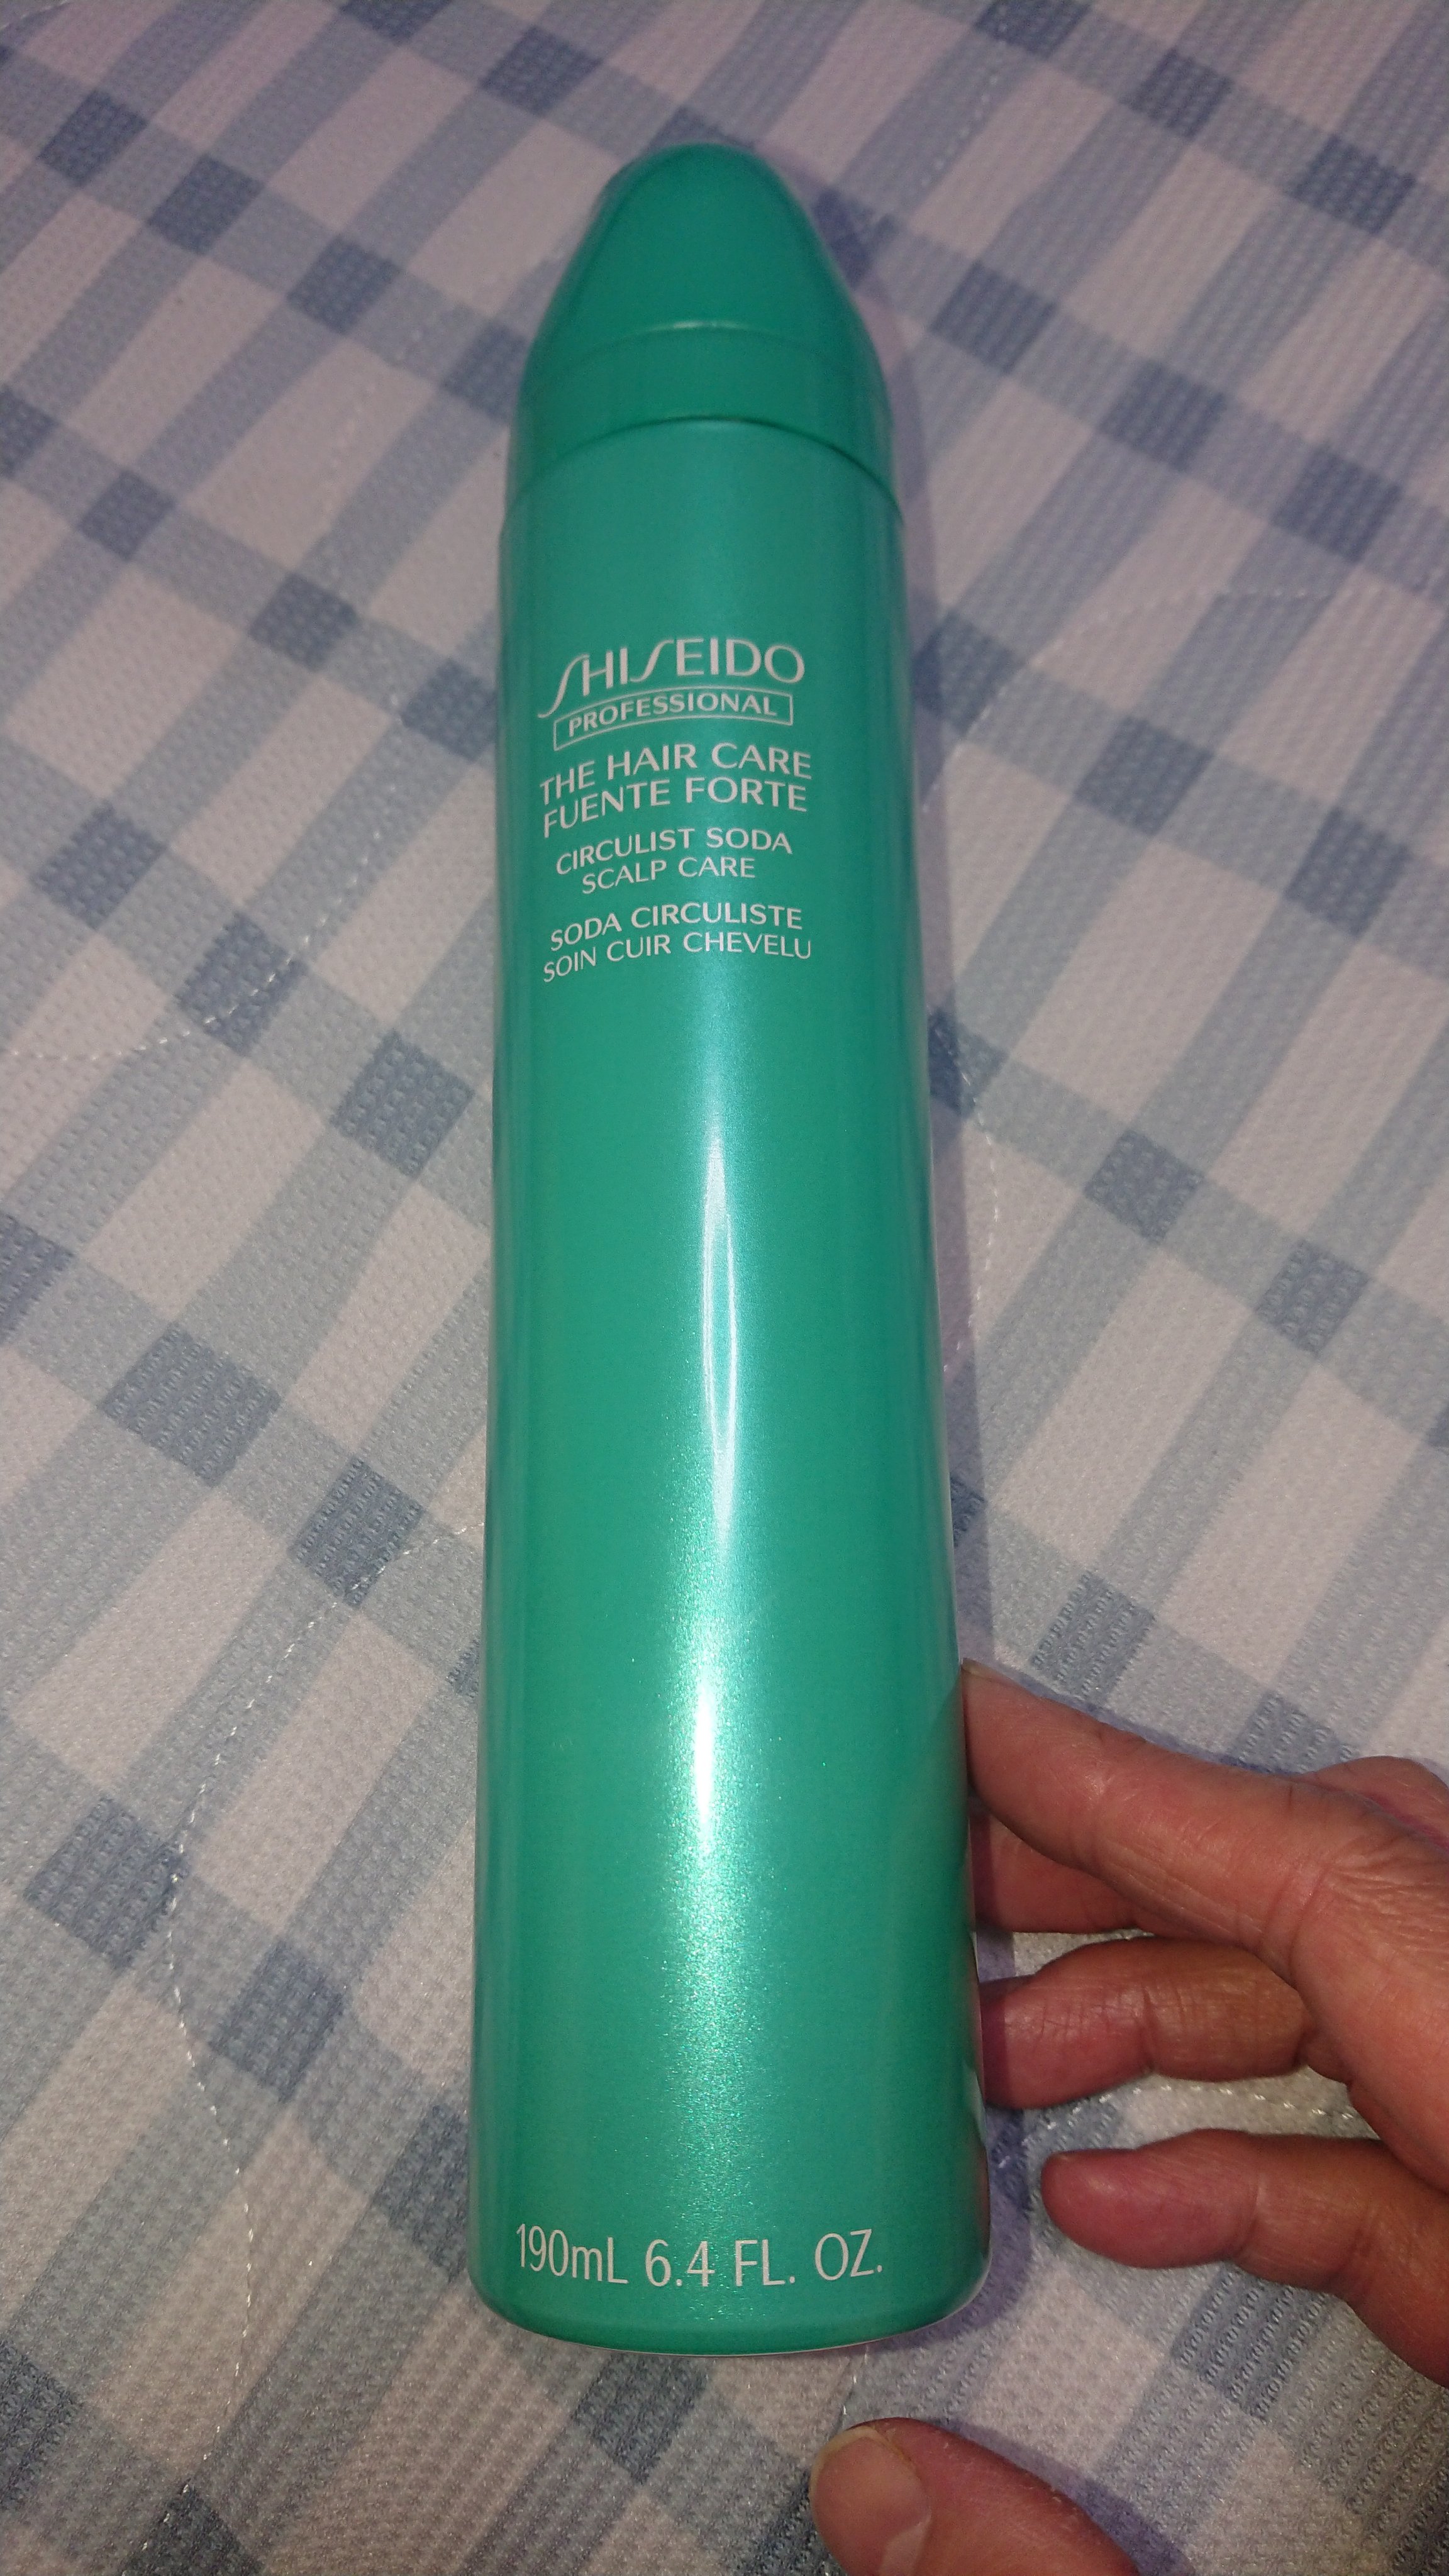 SHISEIDO
PROFESSIONAL
THE HAIR CARE
FUENTE FORTE
CIRCULIST SODA
SCALP CARE
SODA CIRCULISTE
SOIN CUIR CHEVELU
190mL 6.4 FL. OZ.